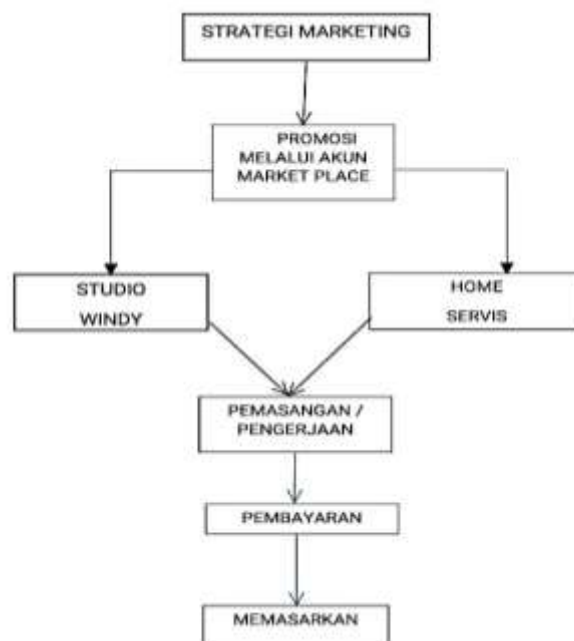 STRATEGI MARKETING
PROMOSI
MELALUI AKUN
MARKET PLACE
STUDIO
WINDY
HOME
SERVIS
PEMASANGAN /
PENGERJAAN
PEMBAYARAN
MEMASARKAN